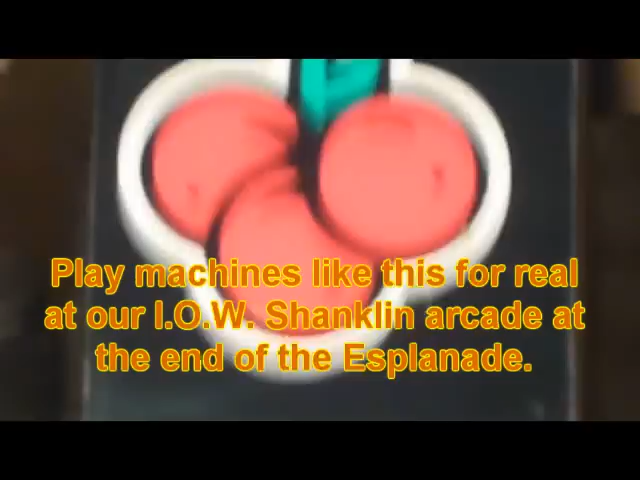 Play machines like this for real
at our I.O.W. Shanklin arcade at
the end of the Esplanade.